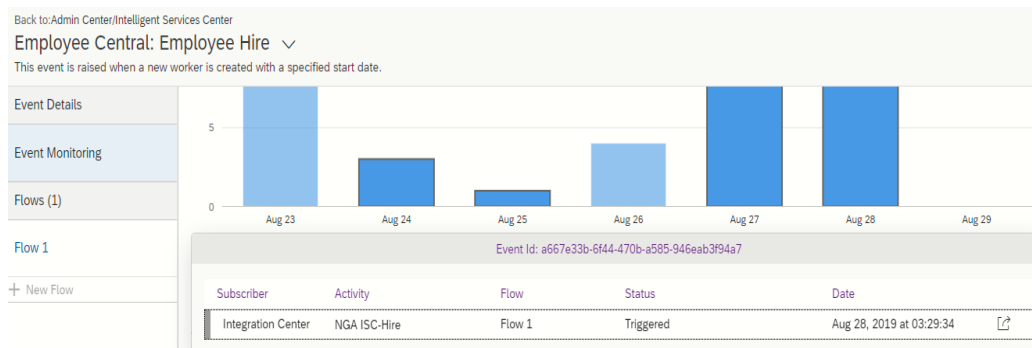 Back to:Admin Center/Intelligent Services Center
Employee Central: Employee Hire
This event is raised when a new worker is created with a specified start date.
Event Details
Event Monitoring
Flows (1)
Flow 1
+ New Flow
5
0
Aug 23 Aug 24 Aug 25 Aug 26 Aug 27 Aug 28 Aug 29
Event Id: a667e33b-6f44-470b-a585-946eab3f94a7
Subscriber Activity Flow Status Date
Integration Center NGA ISC-Hire Flow 1 Triggered Aug 28, 2019 at 03:29:34